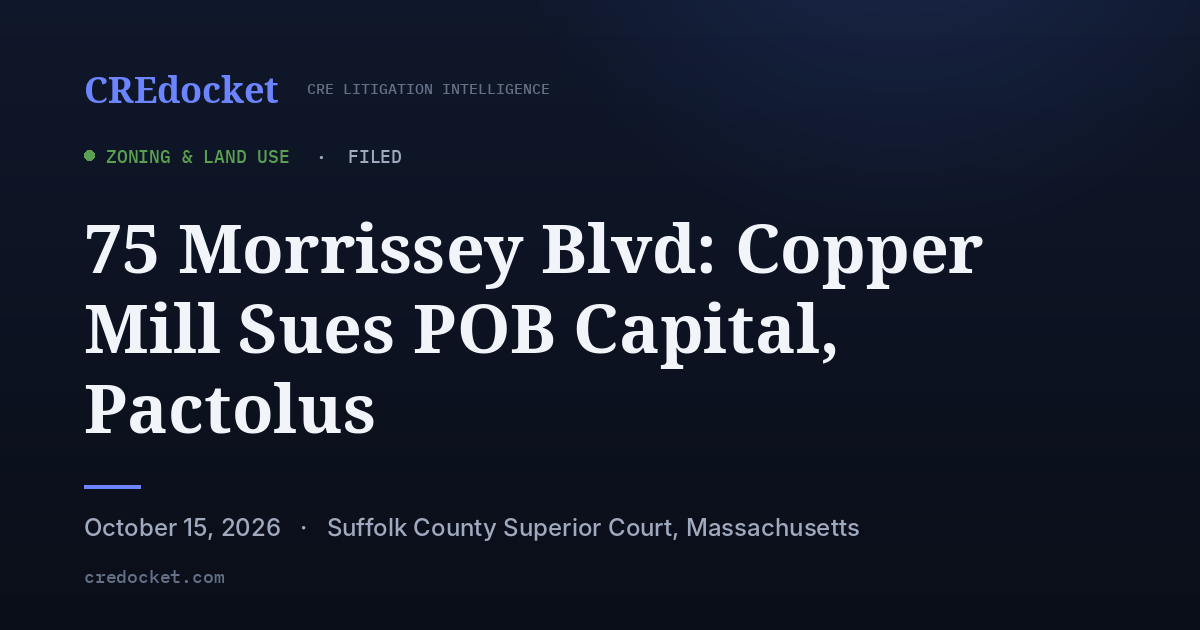 CREdocket CRE LITIGATION INTELLIGENCE
ZONING & LAND USE · FILED
75 Morrissey Blvd: Copper
Mill Sues POB Capital,
Pactolus
October 15, 2026 · Suffolk County Superior Court, Massachusetts
credocket.com